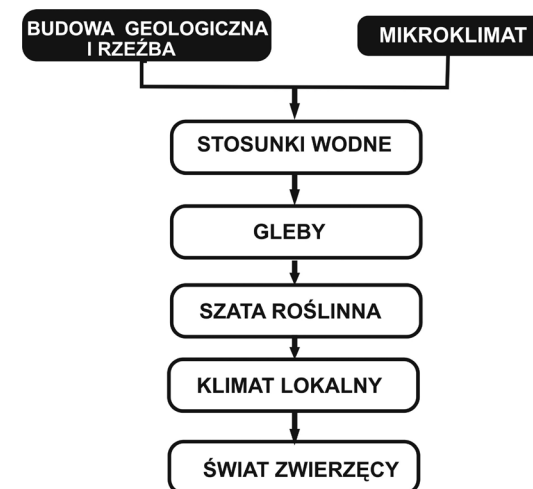 BUDOWA GEOLOGICZNA
I RZEŹBA
MIKROKLIMAT
STOSUNKI WODNE
GLEBY
SZATA ROŚLINNA
KLIMAT LOKALNY
ŚWIAT ZWIERZĘCY